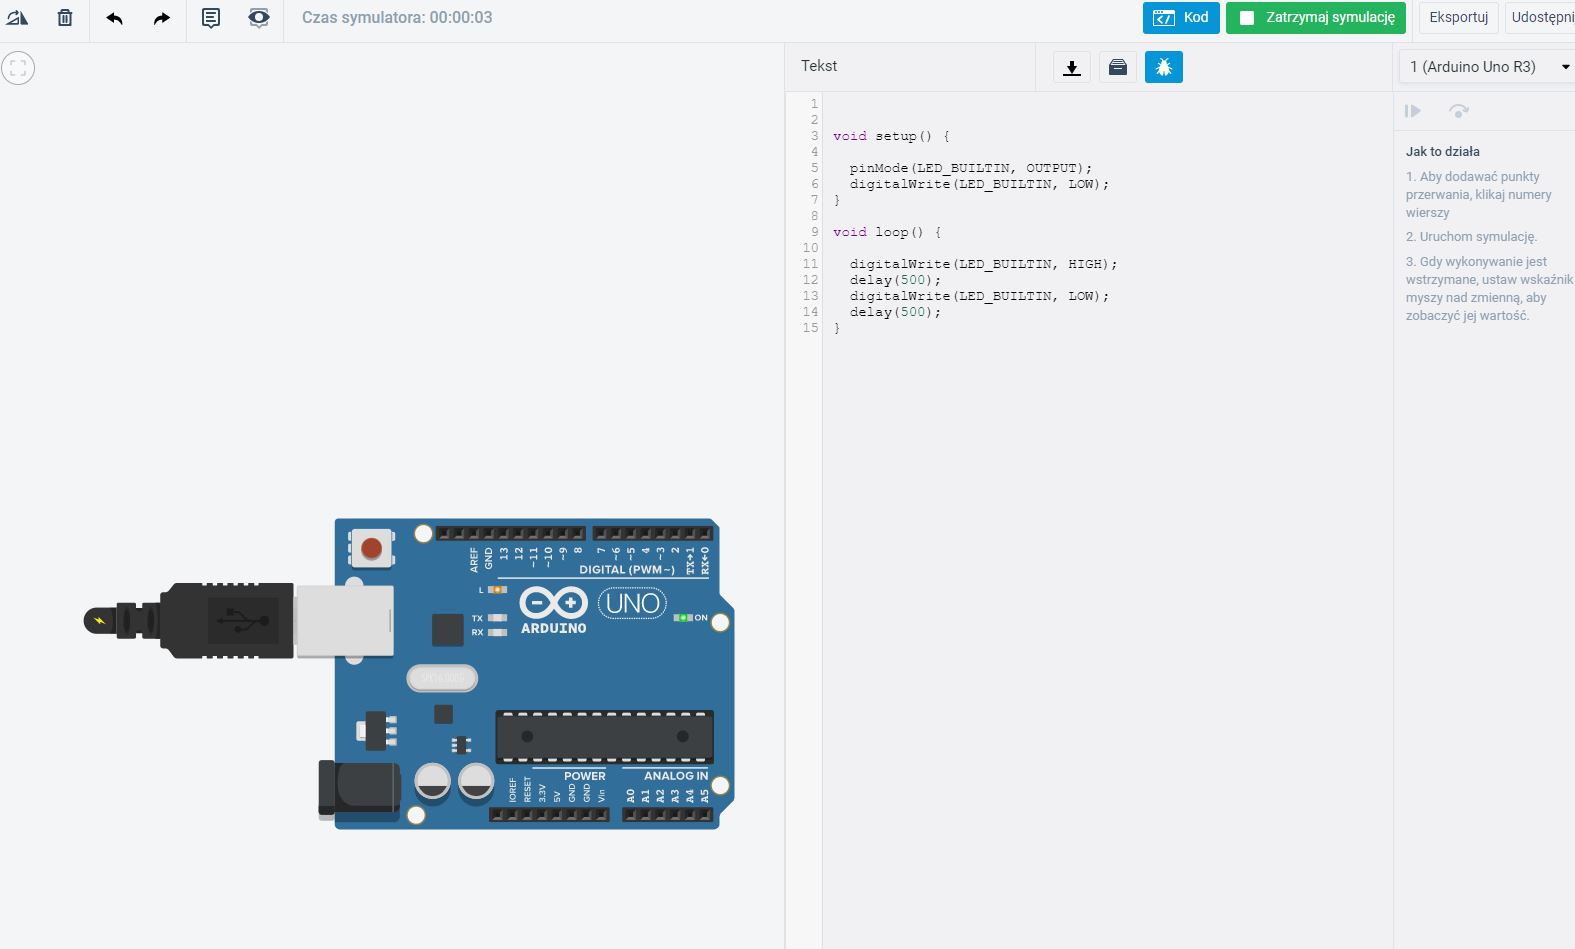 Czas symulatora: 00:00:03
Kod
Zatrzymaj symulację
Eksportuj
Udostępni
Tekst
1 (Arduino Uno R3)
1
2
3 void setup() {
4
5 pinMode(LED_BUILTIN, OUTPUT);
6 digitalWrite(LED_BUILTIN, LOW);
7 }
8
9 void loop() {
10
11 digitalWrite(LED_BUILTIN, HIGH);
12 delay(500);
13 digitalWrite(LED_BUILTIN, LOW);
14 delay(500);
15 }
Jak to działa
1. Aby dodawać punkty
przerwania, klikaj numery
wierszy
2. Uruchom symulację.
3. Gdy wykonywanie jest
wstrzymane, ustaw wskaźnik
myszy nad zmienną, aby
zobaczyć jej wartość.
AREF GND 13 12 ~11 ~10 ~9 8 7 ~6 ~5 4 ~3 2 TX→1 RX←0
DIGITAL (PWM~)
L
TX
RX
UNO
ON
ARDUINO
POWER
ANALOG IN
IOREF RESET 3.3V 5V GND GND Vin A0 A1 A2 A3 A4 A5